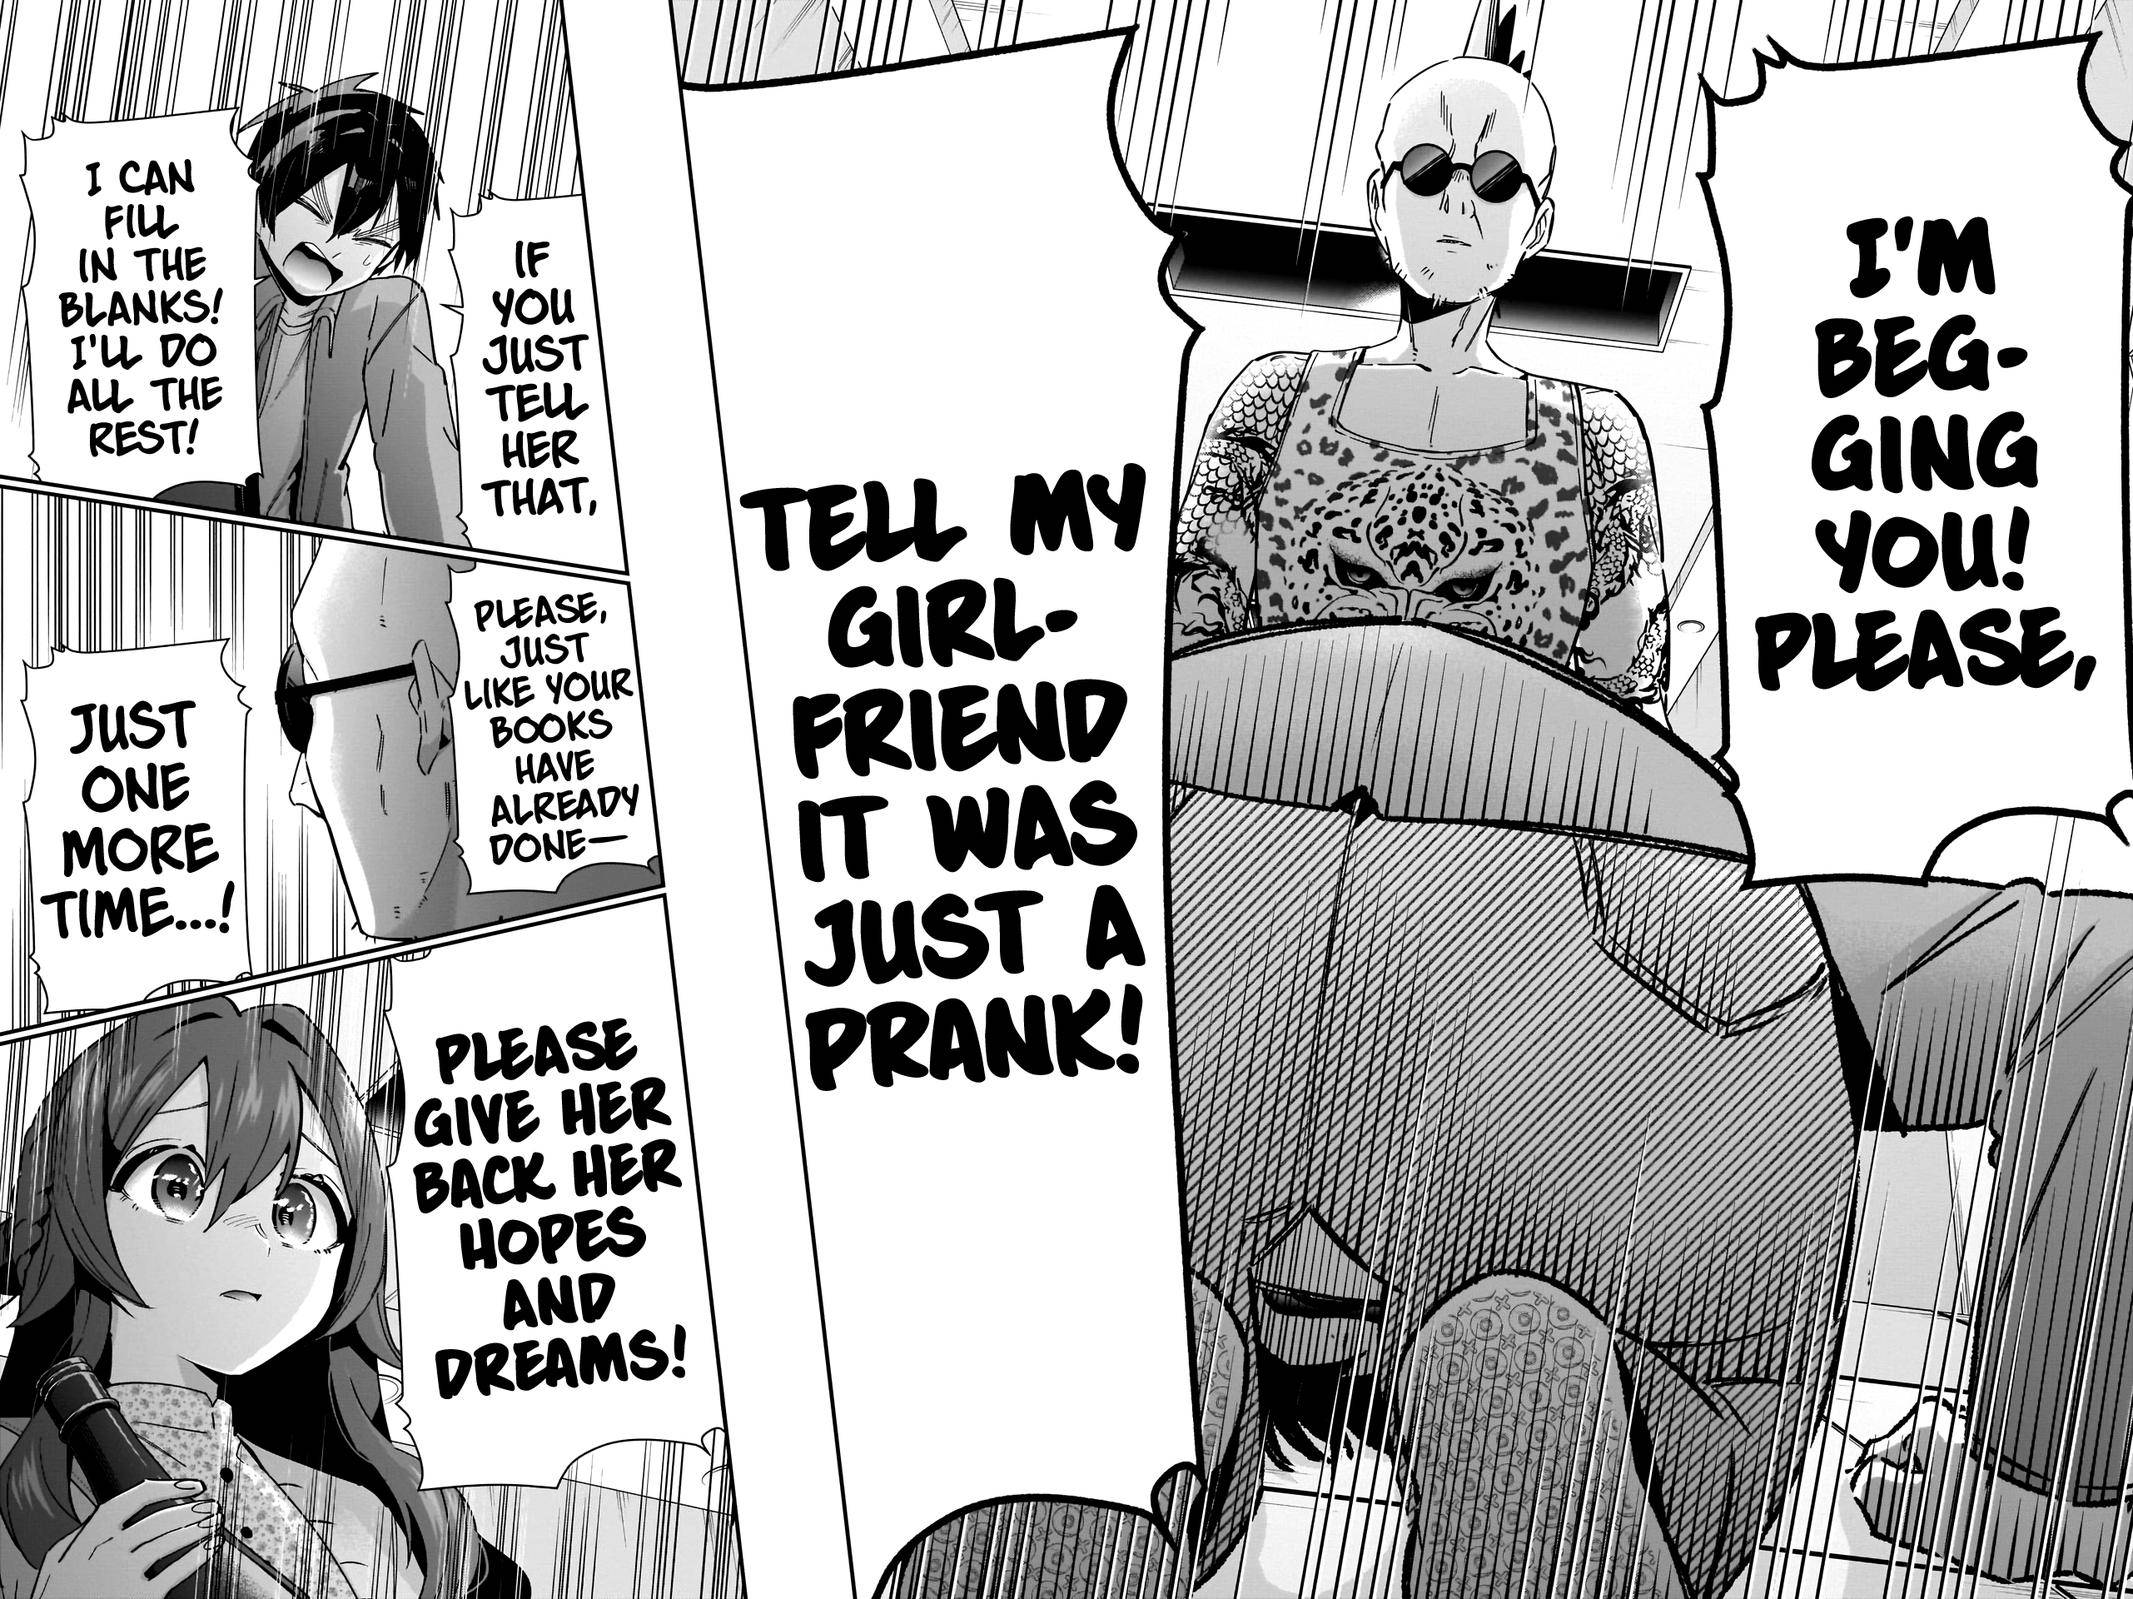 I'M
BEG-
GING
YOU!
PLEASE,
TELL MY
GIRL-
FRIEND
IT WAS
JUST A
PRANK!
IF
YOU
JUST
TELL
HER
THAT,
I CAN
FILL
IN THE
BLANKS!
I'LL DO
ALL THE
REST!
PLEASE,
JUST
LIKE YOUR
BOOKS
HAVE
ALREADY
DONE—
JUST
ONE
MORE
TIME...!
PLEASE
GIVE HER
BACK HER
HOPES
AND
DREAMS!